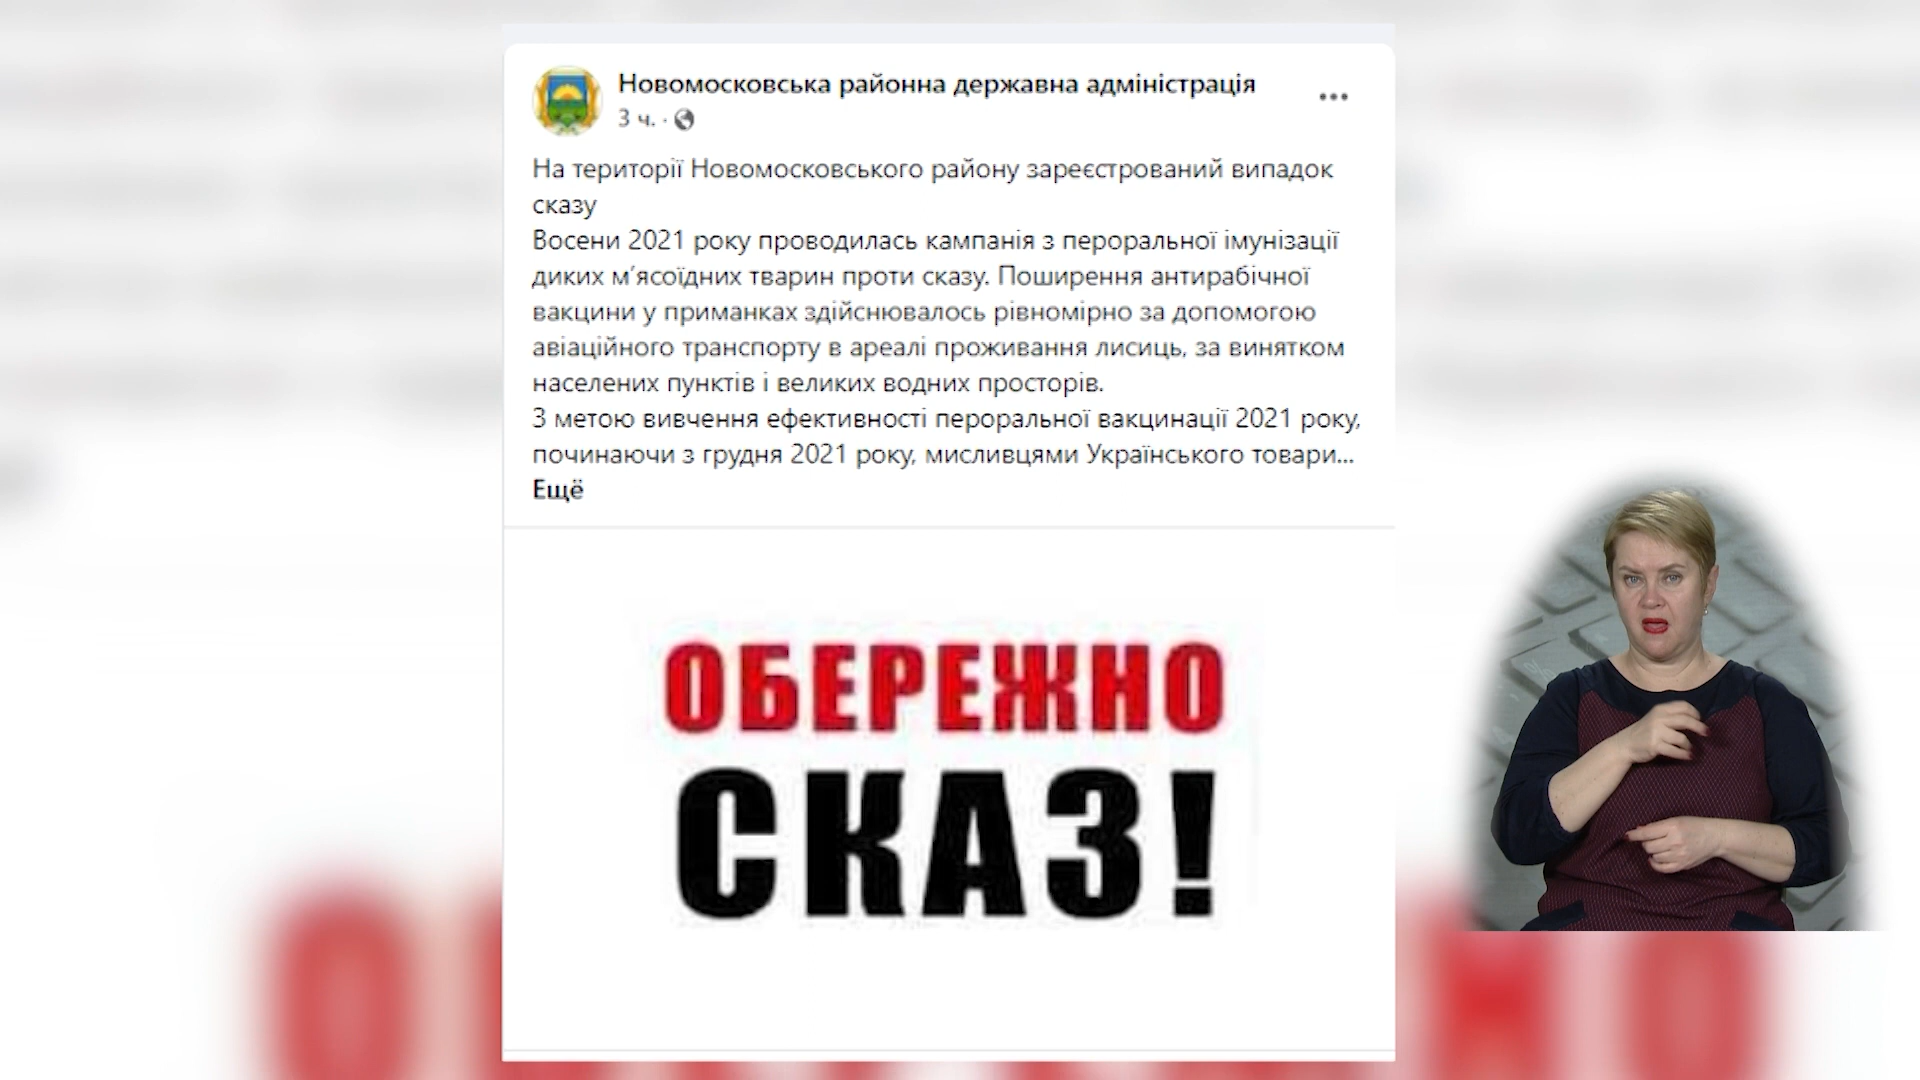 Новомосковська районна державна адміністрація
3 ч. ·
На території Новомосковського району зареєстрований випадок
сказу
Восени 2021 року проводилась кампанія з пероральної імунізації
диких м’ясоїдних тварин проти сказу. Поширення антирабічної
вакцини у приманках здійснювалось рівномірно за допомогою
авіаційного транспорту в ареалі проживання лисиць, за винятком
населених пунктів і великих водних просторів.
З метою вивчення ефективності пероральної вакцинації 2021 року,
починаючи з грудня 2021 року, мисливцями Українського товари...
Ещё
ОБЕРЕЖНО
СКАЗ!